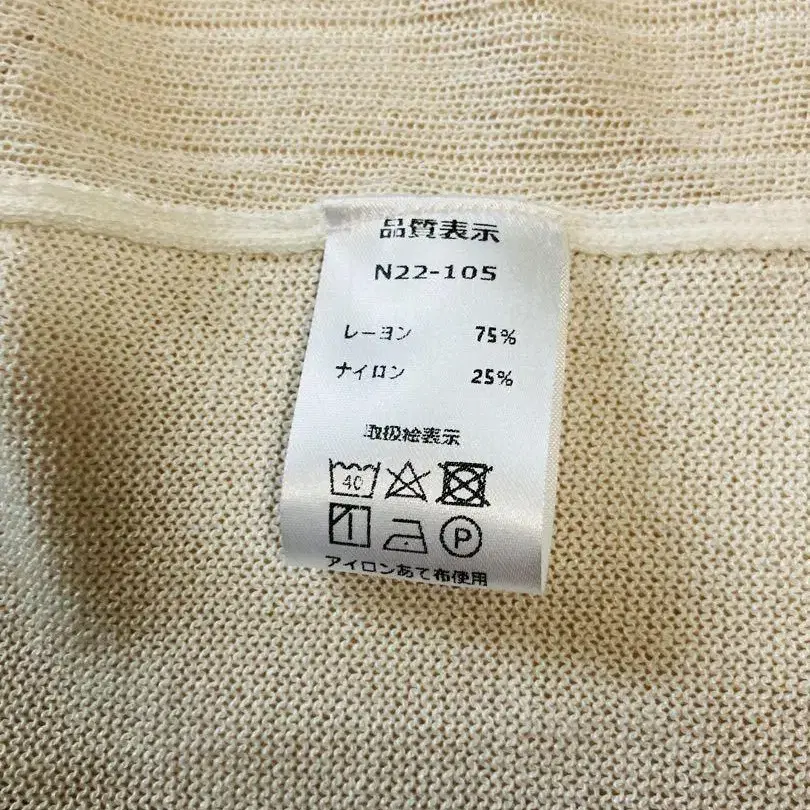 品質表示
N22-105
レーヨン 75%
ナイロン 25%
取扱絵表示
40
P
アイロンあて布使用